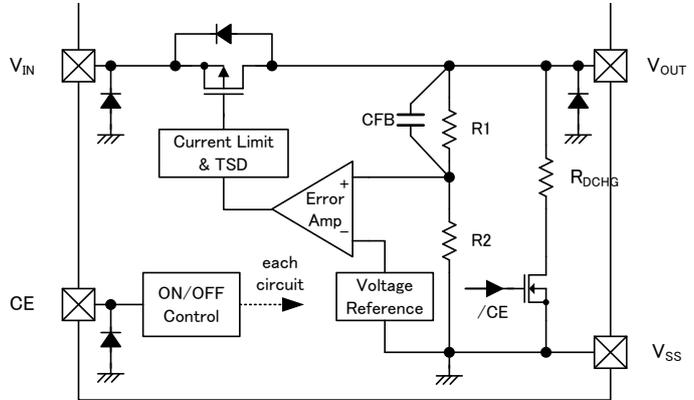 VIN
VOUT
CFB
R1
Current Limit
& TSD
RDCHG
+
Error
Amp
−
R2
each
circuit
CE
ON/OFF
Control
Voltage
Reference
/CE
VSS